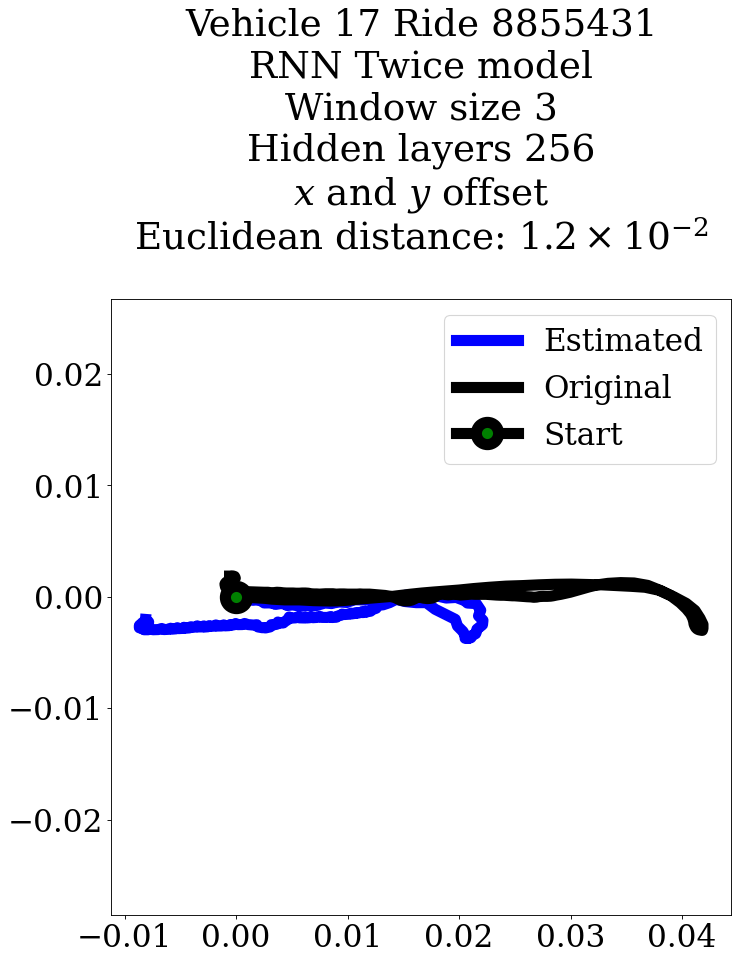 Vehicle 17 Ride 8855431
RNN Twice model
Window size 3
Hidden layers 256
x and y offset
Euclidean distance: 1.2 × 10⁻²
Estimated
Original
Start
0.02
0.01
0.00
−0.01
−0.02
−0.01 0.00 0.01 0.02 0.03 0.04